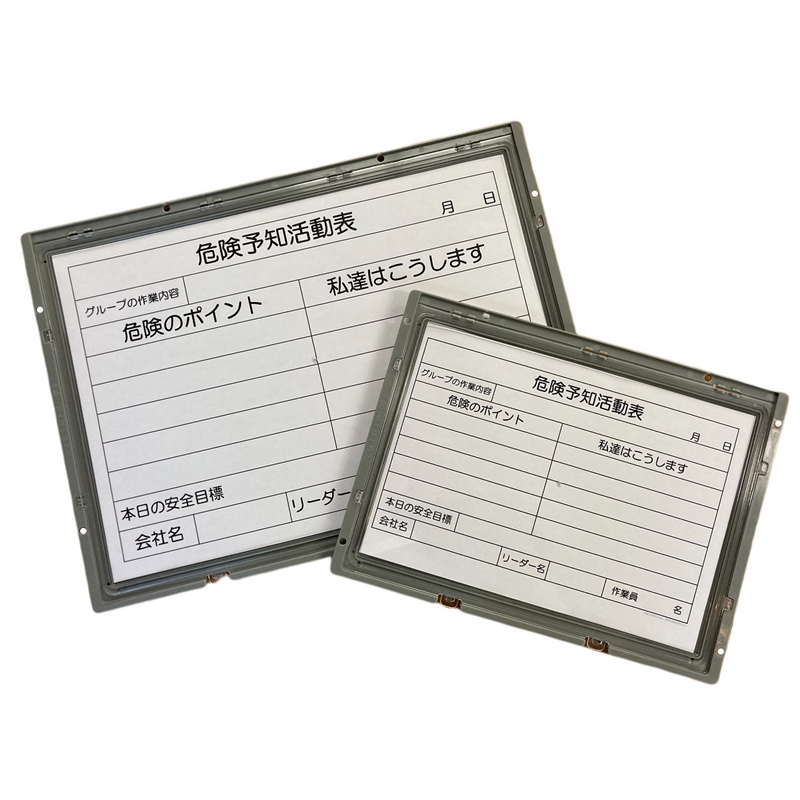 危険予知活動表
月 日
グループの作業内容
危険のポイント 私達はこうします
本日の安全目標
会社名 リーダー
危険予知活動表
月 日
グループの作業内容
危険のポイント 私達はこうします
本日の安全目標
会社名 リーダー名 作業員 名